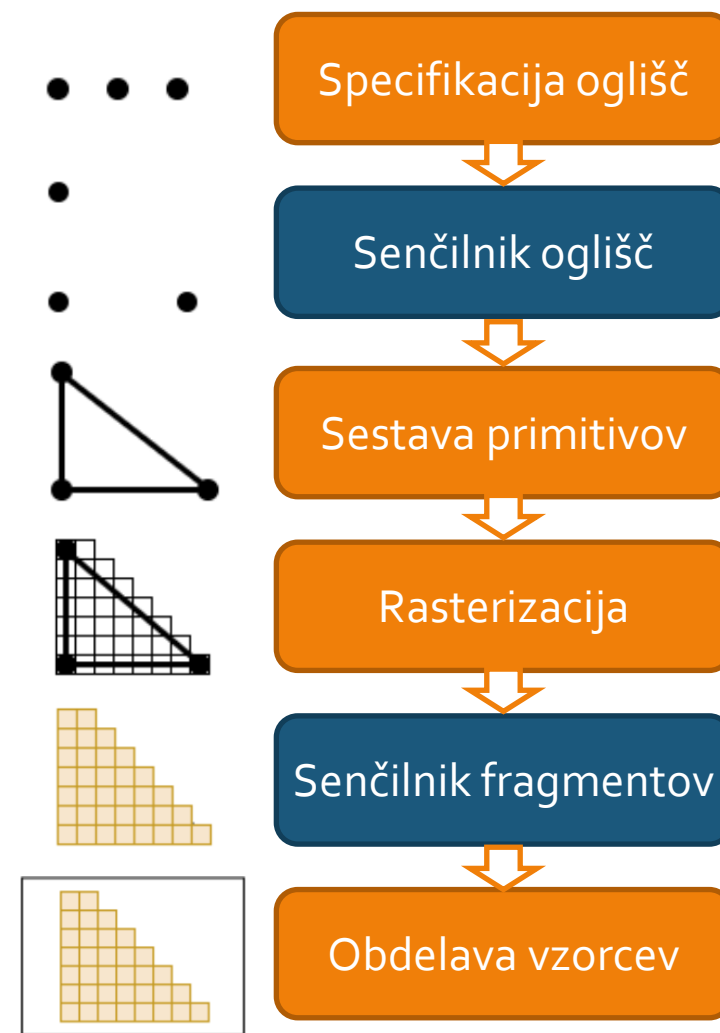 Specifikacija oglišč
Senčilnik oglišč
Sestava primitivov
Rasterizacija
Senčilnik fragmentov
Obdelava vzorcev